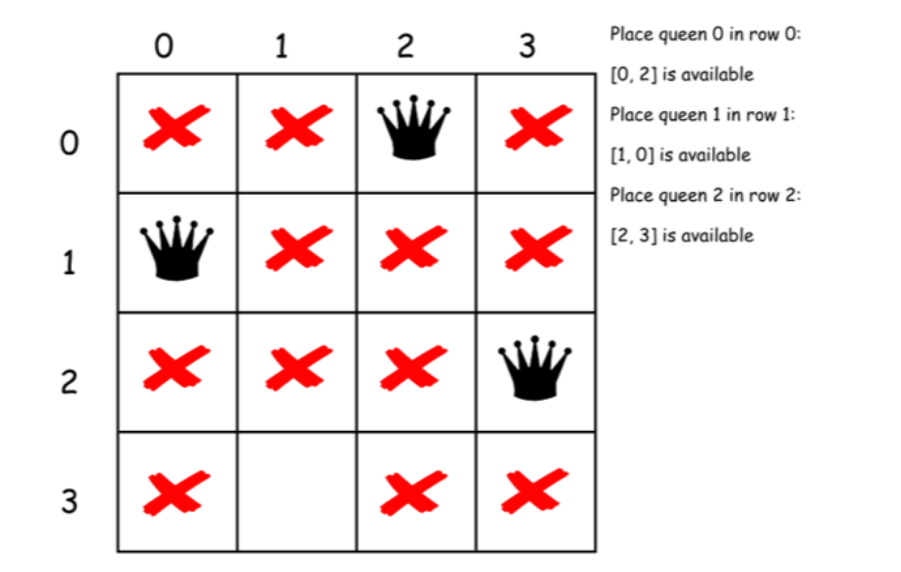 0 1 2 3
0
1
2
3
Place queen 0 in row 0:
[0, 2] is available
Place queen 1 in row 1:
[1, 0] is available
Place queen 2 in row 2:
[2, 3] is available